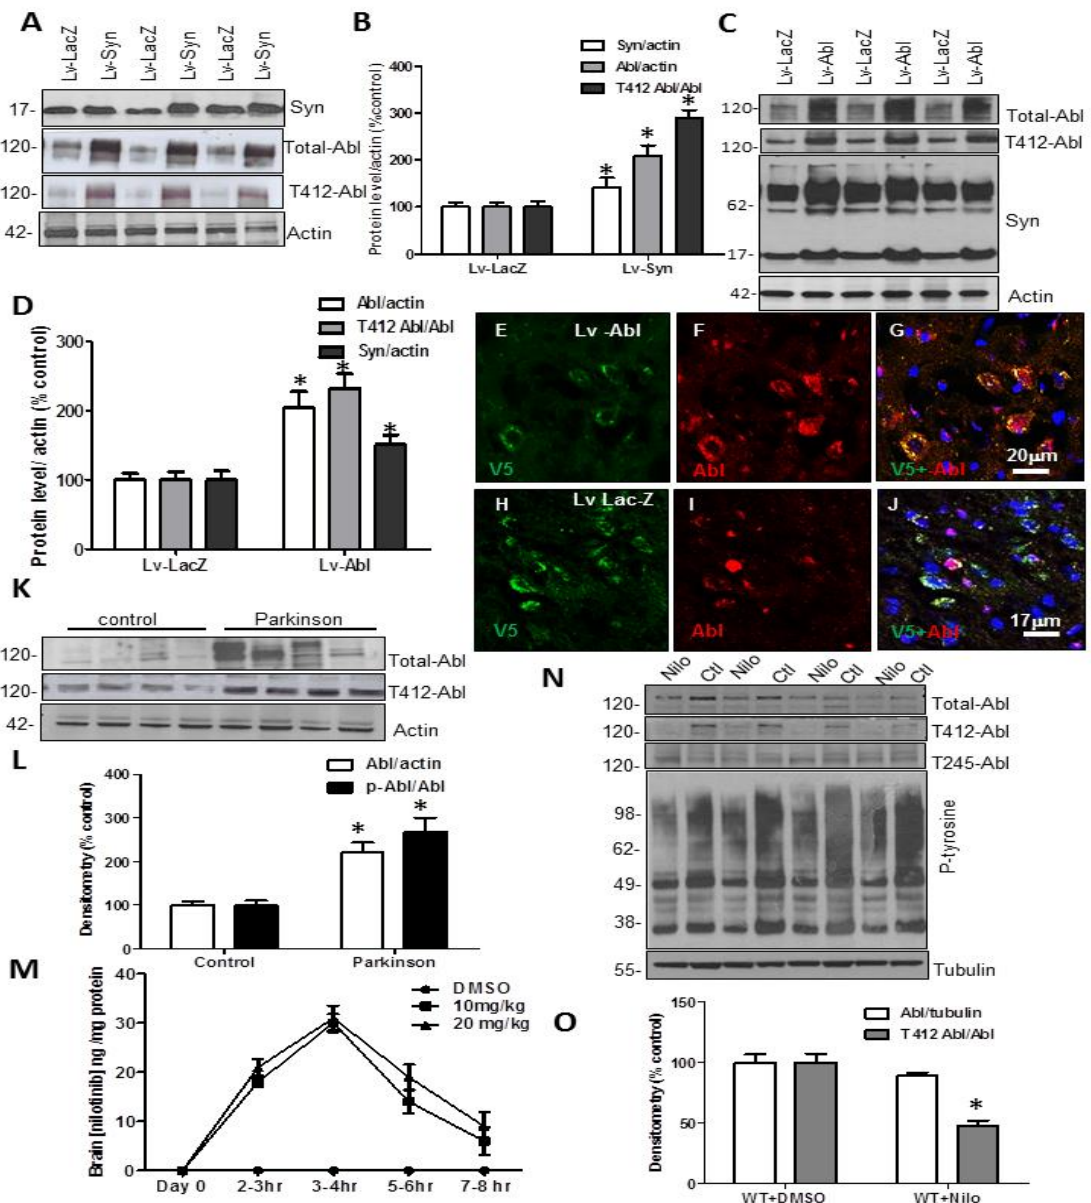 A
Lv-LacZ
Lv-Syn
Lv-LacZ
Lv-Syn
Lv-LacZ
Lv-Syn
17-
Syn
120-
Total-Abl
120-
T412-Abl
42-
Actin
B
Syn/actin
Abl/actin
T412 Abl/Abl
Protein level/actin (%control)
400
300
200
100
0
*
*
*
Lv-LacZ
Lv-Syn
C
Lv-LacZ
Lv-Abl
Lv-LacZ
Lv-Abl
Lv-LacZ
Lv-Abl
120-
Total-Abl
120-
T412-Abl
62-
Syn
17-
42-
Actin
D
Abl/actin
T412 Abl/Abl
Syn/actin
Protein level/ actin (% control)
300
200
100
0
*
*
*
Lv-LacZ
Lv-Abl
E
Lv -Abl
V5
F
Abl
G
V5+Abl
20μm
H
Lv Lac-Z
V5
I
Abl
J
V5+Abl
17μm
K
control
Parkinson
120-
Total-Abl
120-
T412-Abl
42-
Actin
L
Abl/actin
p-Abl/Abl
Densitometry (% control)
400
300
200
100
0
*
*
Control
Parkinson
M
DMSO
10mg/kg
20 mg/kg
Brain [nilotinib] ng /mg protein
40
30
20
10
0
Day 0
2-3hr
3-4hr
5-6hr
7-8 hr
N
Nilo
Ctl
Nilo
Ctl
Nilo
Ctl
Nilo
Ctl
120-
Total-Abl
120-
T412-Abl
120-
T245-Abl
98-
62-
49-
38-
P-tyrosine
55-
Tubulin
O
Abl/tubulin
T412 Abl/Abl
Densitometry (% control)
150
100
50
0
*
WT+DMSO
WT+Nilo